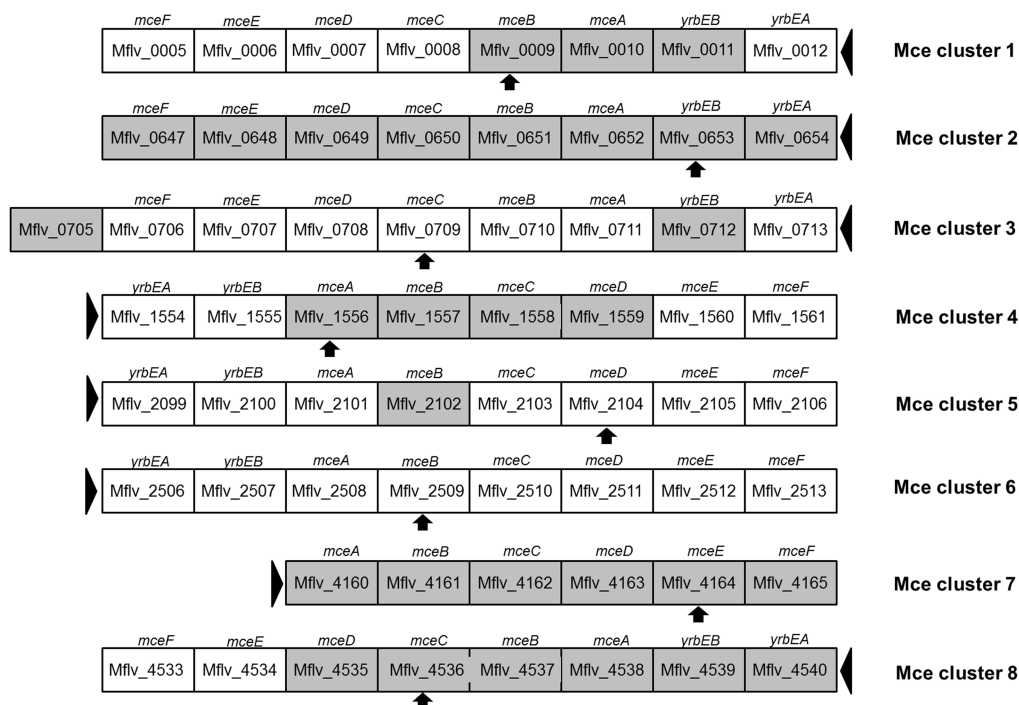 mceF mceE mceD mceC mceB mceA yrbEB yrbEA
Mflv_0005 Mflv_0006 Mflv_0007 Mflv_0008 Mflv_0009 Mflv_0010 Mflv_0011 Mflv_0012 Mce cluster 1
mceF mceE mceD mceC mceB mceA yrbEB yrbEA
Mflv_0647 Mflv_0648 Mflv_0649 Mflv_0650 Mflv_0651 Mflv_0652 Mflv_0653 Mflv_0654 Mce cluster 2
mceF mceE mceD mceC mceB mceA yrbEB yrbEA
Mflv_0705 Mflv_0706 Mflv_0707 Mflv_0708 Mflv_0709 Mflv_0710 Mflv_0711 Mflv_0712 Mflv_0713 Mce cluster 3
yrbEA yrbEB mceA mceB mceC mceD mceE mceF
Mflv_1554 Mflv_1555 Mflv_1556 Mflv_1557 Mflv_1558 Mflv_1559 Mflv_1560 Mflv_1561 Mce cluster 4
yrbEA yrbEB mceA mceB mceC mceD mceE mceF
Mflv_2099 Mflv_2100 Mflv_2101 Mflv_2102 Mflv_2103 Mflv_2104 Mflv_2105 Mflv_2106 Mce cluster 5
yrbEA yrbEB mceA mceB mceC mceD mceE mceF
Mflv_2506 Mflv_2507 Mflv_2508 Mflv_2509 Mflv_2510 Mflv_2511 Mflv_2512 Mflv_2513 Mce cluster 6
mceA mceB mceC mceD mceE mceF
Mflv_4160 Mflv_4161 Mflv_4162 Mflv_4163 Mflv_4164 Mflv_4165 Mce cluster 7
mceF mceE mceD mceC mceB mceA yrbEB yrbEA
Mflv_4533 Mflv_4534 Mflv_4535 Mflv_4536 Mflv_4537 Mflv_4538 Mflv_4539 Mflv_4540 Mce cluster 8